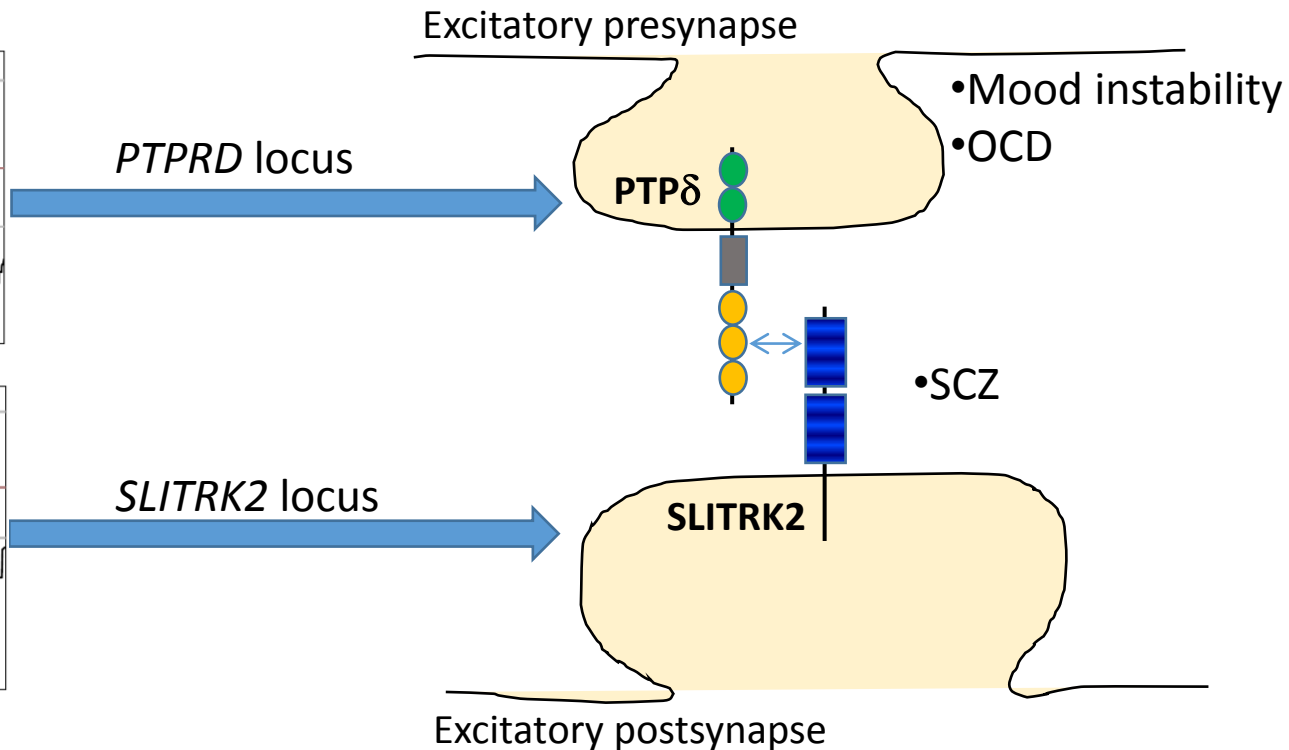 Excitatory presynapse
•Mood instability
•OCD
PTPRD locus
PTPδ
•SCZ
SLITRK2 locus
SLITRK2
Excitatory postsynapse